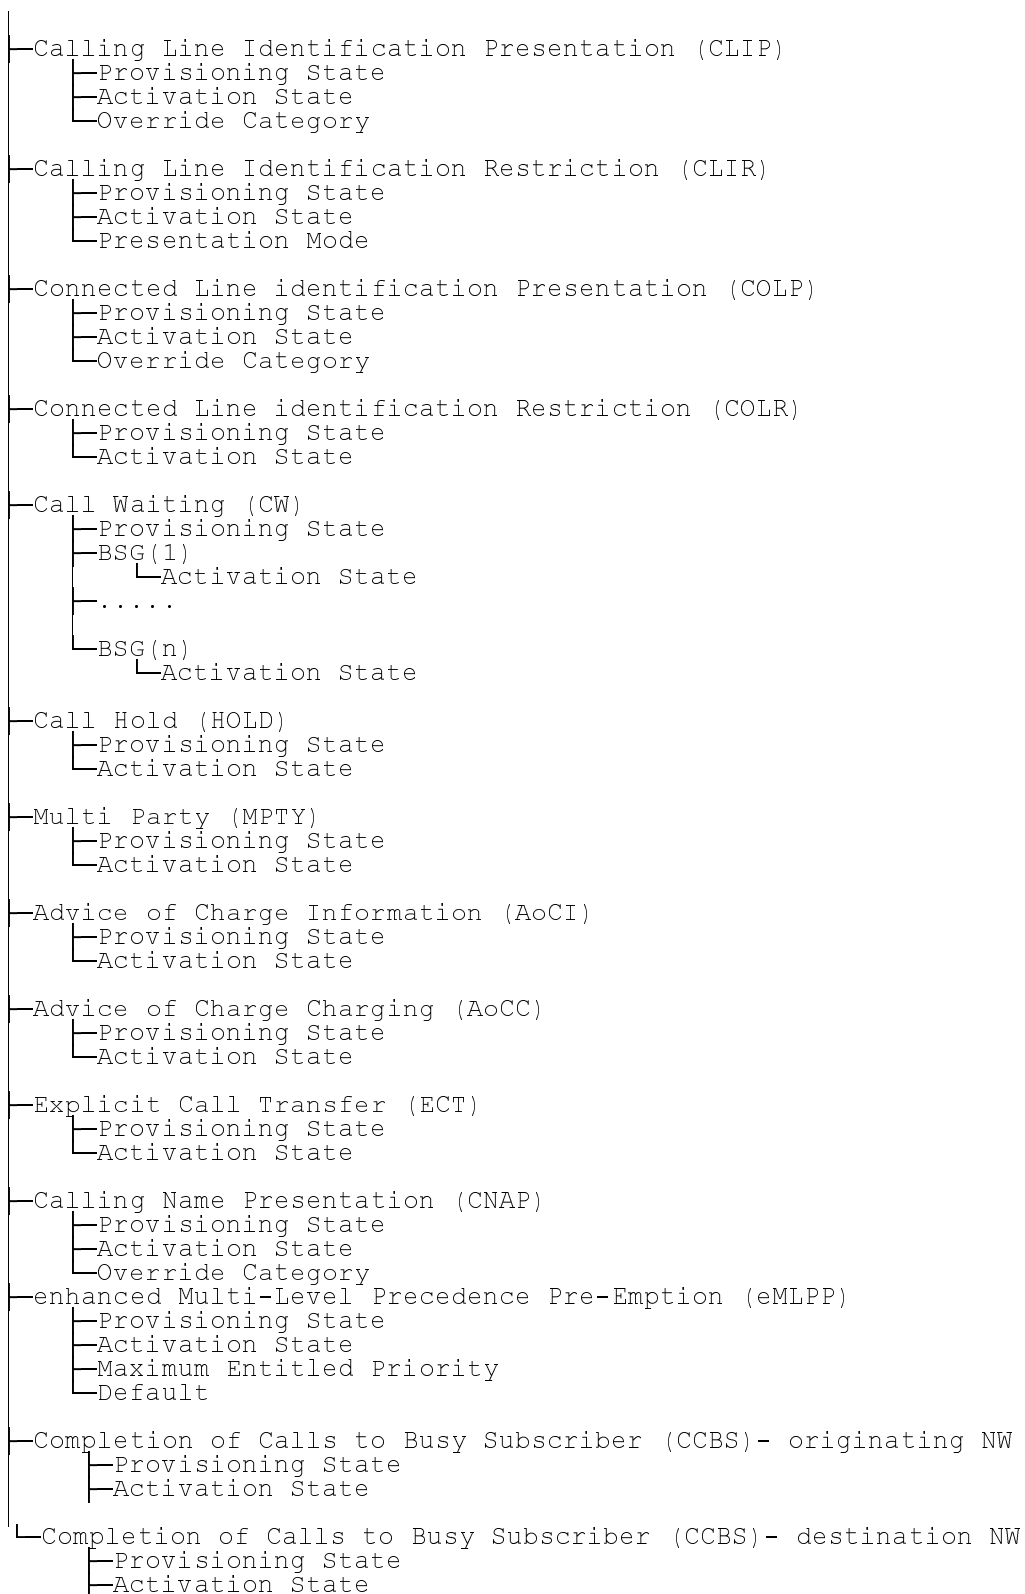 Calling Line Identification Presentation (CLIP)
Provisioning State
Activation State
Override Category
Calling Line Identification Restriction (CLIR)
Provisioning State
Activation State
Presentation Mode
Connected Line identification Presentation (COLP)
Provisioning State
Activation State
Override Category
Connected Line identification Restriction (COLR)
Provisioning State
Activation State
Call Waiting (CW)
Provisioning State
BSG(1)
Activation State
.....
BSG(n)
Activation State
Call Hold (HOLD)
Provisioning State
Activation State
Multi Party (MPTY)
Provisioning State
Activation State
Advice of Charge Information (AoCI)
Provisioning State
Activation State
Advice of Charge Charging (AoCC)
Provisioning State
Activation State
Explicit Call Transfer (ECT)
Provisioning State
Activation State
Calling Name Presentation (CNAP)
Provisioning State
Activation State
Override Category
enhanced Multi-Level Precedence Pre-Emption (eMLPP)
Provisioning State
Activation State
Maximum Entitled Priority
Default
Completion of Calls to Busy Subscriber (CCBS)- originating NW
Provisioning State
Activation State
Completion of Calls to Busy Subscriber (CCBS)- destination NW
Provisioning State
Activation State